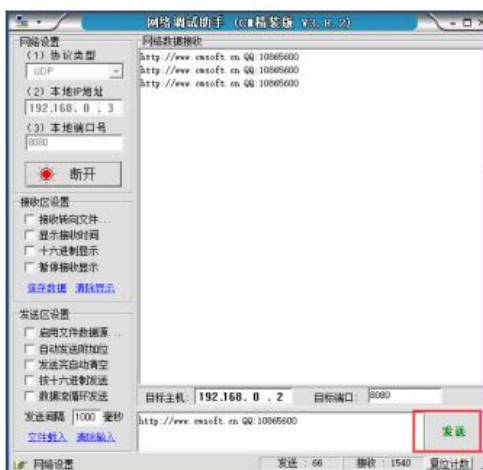 网络调试助手 (CM精装版 V3.8.2)
网络设置
(1) 协议类型
UDP
(2) 本地IP地址
192.168. 0 . 3
(3) 本地端口号
8080
断开
接收区设置
接收转向文件...
显示接收时间
十六进制显示
暂停接收显示
保存数据 清除显示
发送区设置
启用文件数据源...
自动发送附加位
发送完自动清空
按十六进制发送
数据流循环发送
发送间隔 1000 毫秒
文件载入 清除输入
网络数据接收
http://www.cmsoft.cn QQ:10865600
http://www.cmsoft.cn QQ:10865600
http://www.cmsoft.cn QQ:10865600
目标主机: 192.168. 0 . 2 目标端口: 8080
http://www.cmsoft.cn QQ:10865600
发送
网络设置 发送 : 66 接收 : 1540 复位计数